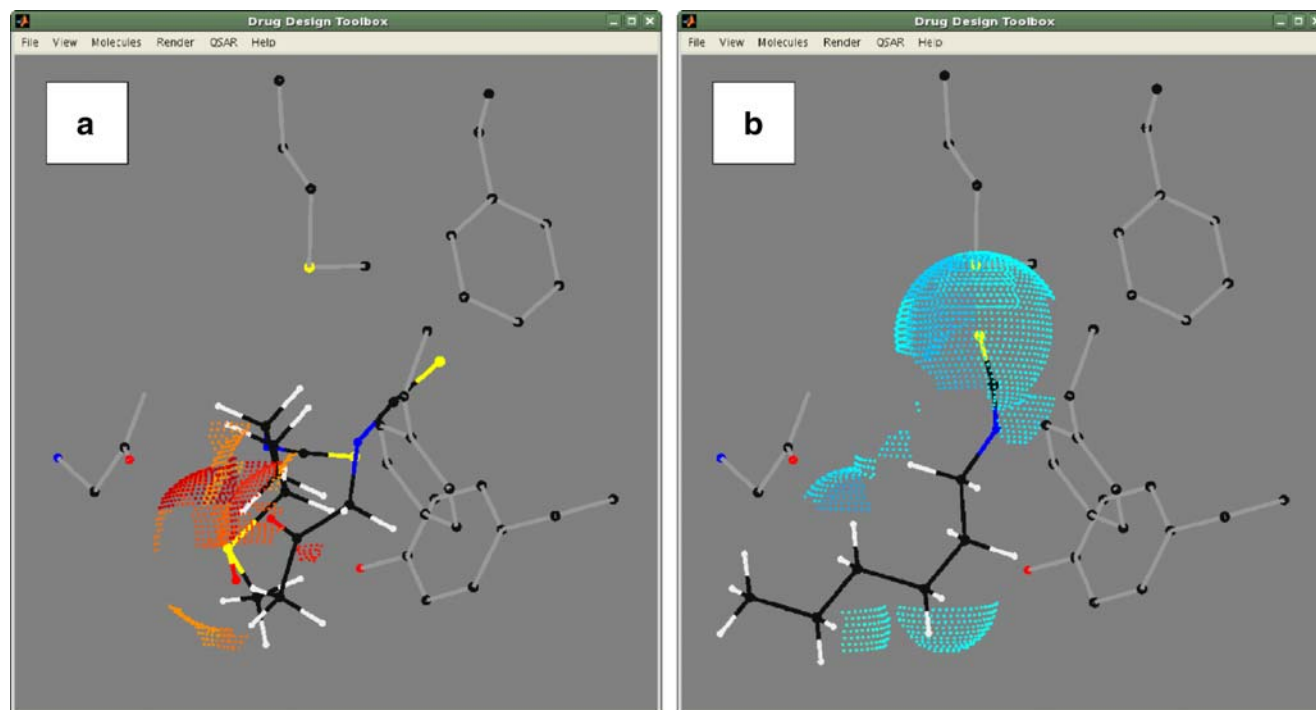 Drug Design Toolbox
File View Molecules Render QSAR Help
a
Drug Design Toolbox
File View Molecules Render QSAR Help
b